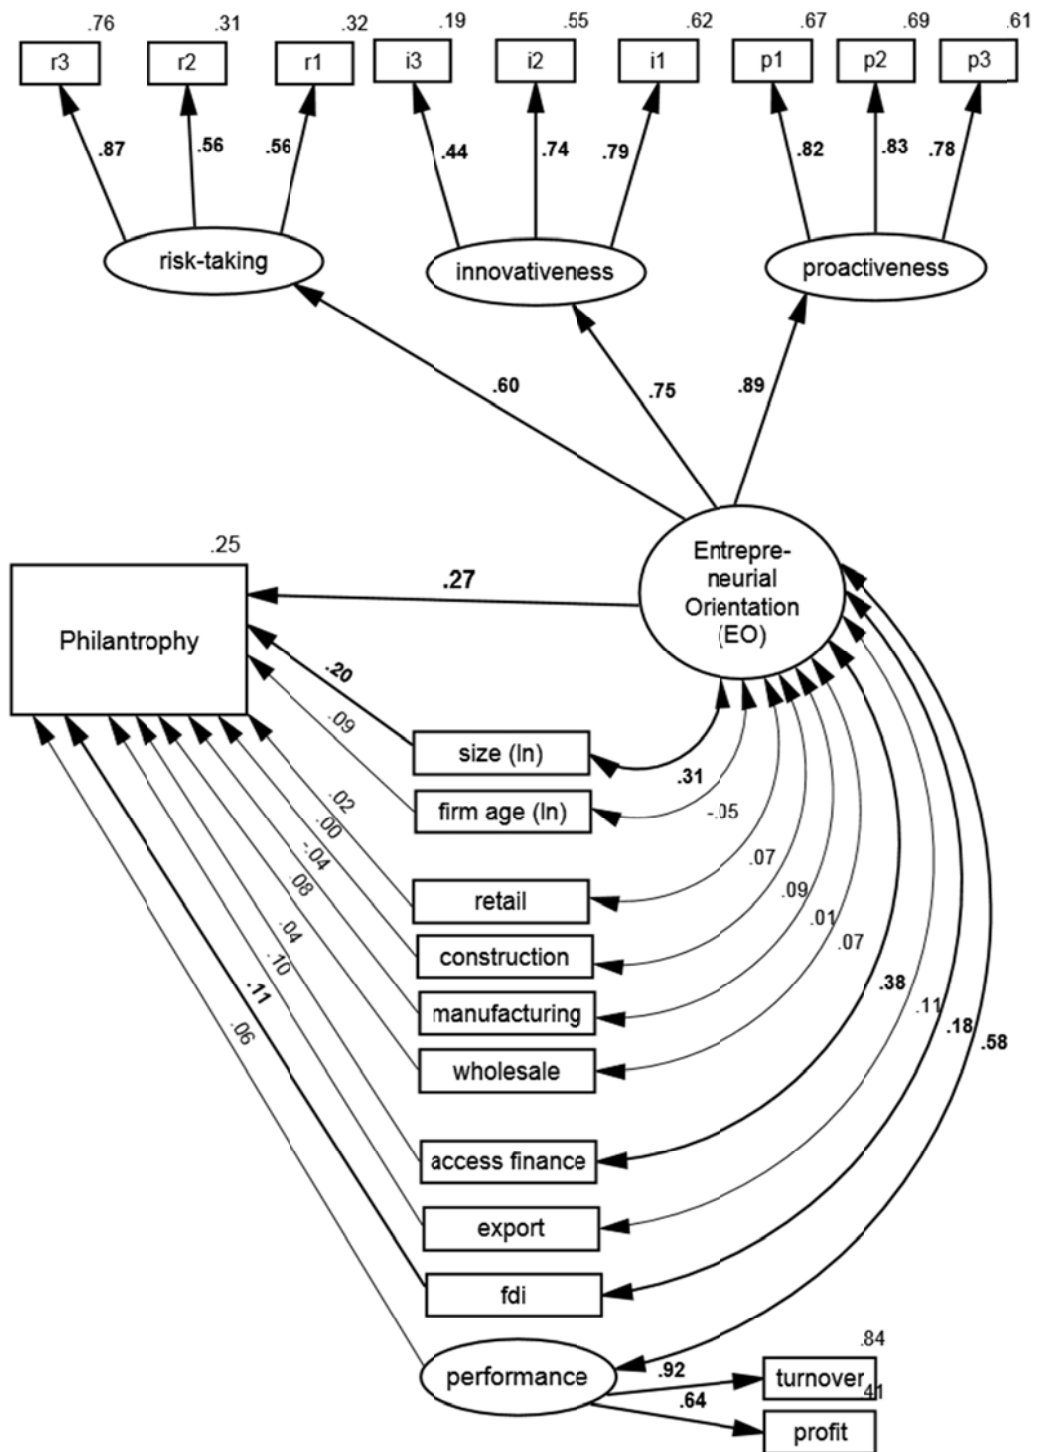 .76 .31 .32 .19 .55 .62 .67 .69 .61
r3 r2 r1 i3 i2 i1 p1 p2 p3
.87 .56 .56 .44 .74 .79 .82 .83 .78
risk-taking innovativeness proactiveness
.60 .75 .89
Entrepre-
neurial
Orientation
(EO)
.25
.27
Philantrophy
.20
.09
size (ln)
.31
firm age (ln)
-.05
.02
.00
-.04
.08
.04
.10
.11
.06
retail
.07
construction
.09
manufacturing
.01
wholesale
.07
access finance
.38
export
.11
fdi
.18
performance
.58
.92
.64
.84
turnover
.41
profit